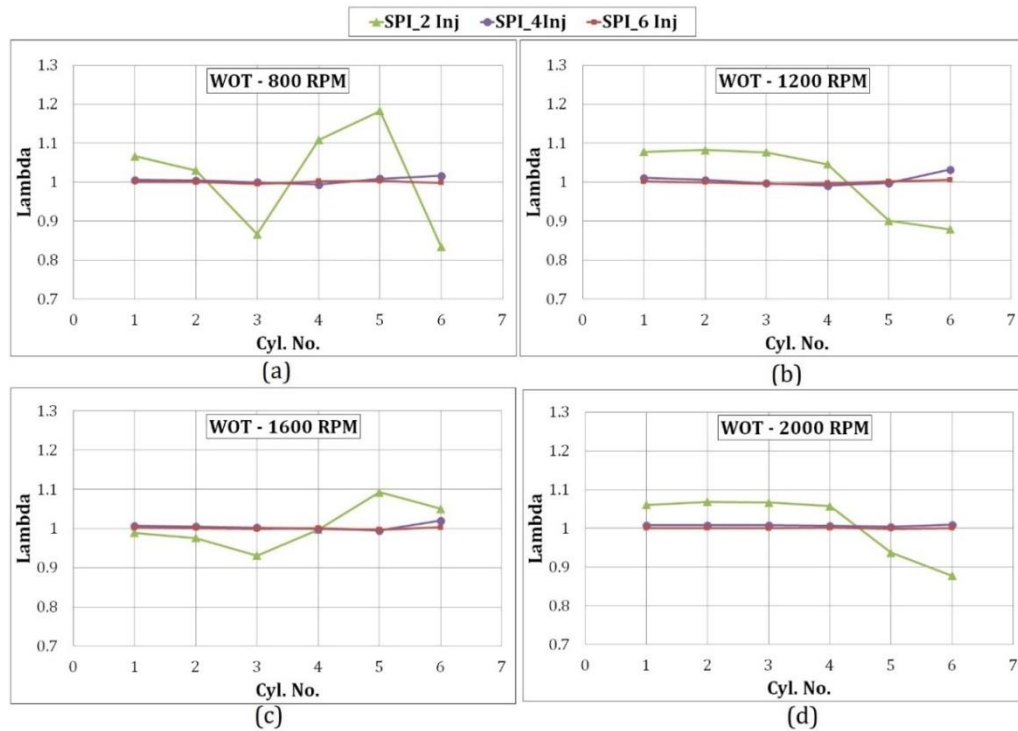 SPI_2 Inj SPI_4Inj SPI_6 Inj
WOT - 800 RPM
Lambda
1.3
1.2
1.1
1
0.9
0.8
0.7
0 1 2 3 4 5 6 7
Cyl. No.
(a)
WOT - 1200 RPM
Lambda
1.3
1.2
1.1
1
0.9
0.8
0.7
0 1 2 3 4 5 6 7
Cyl. No.
(b)
WOT - 1600 RPM
Lambda
1.3
1.2
1.1
1
0.9
0.8
0.7
0 1 2 3 4 5 6 7
Cyl. No.
(c)
WOT - 2000 RPM
Lambda
1.3
1.2
1.1
1
0.9
0.8
0.7
0 1 2 3 4 5 6 7
Cyl. No.
(d)